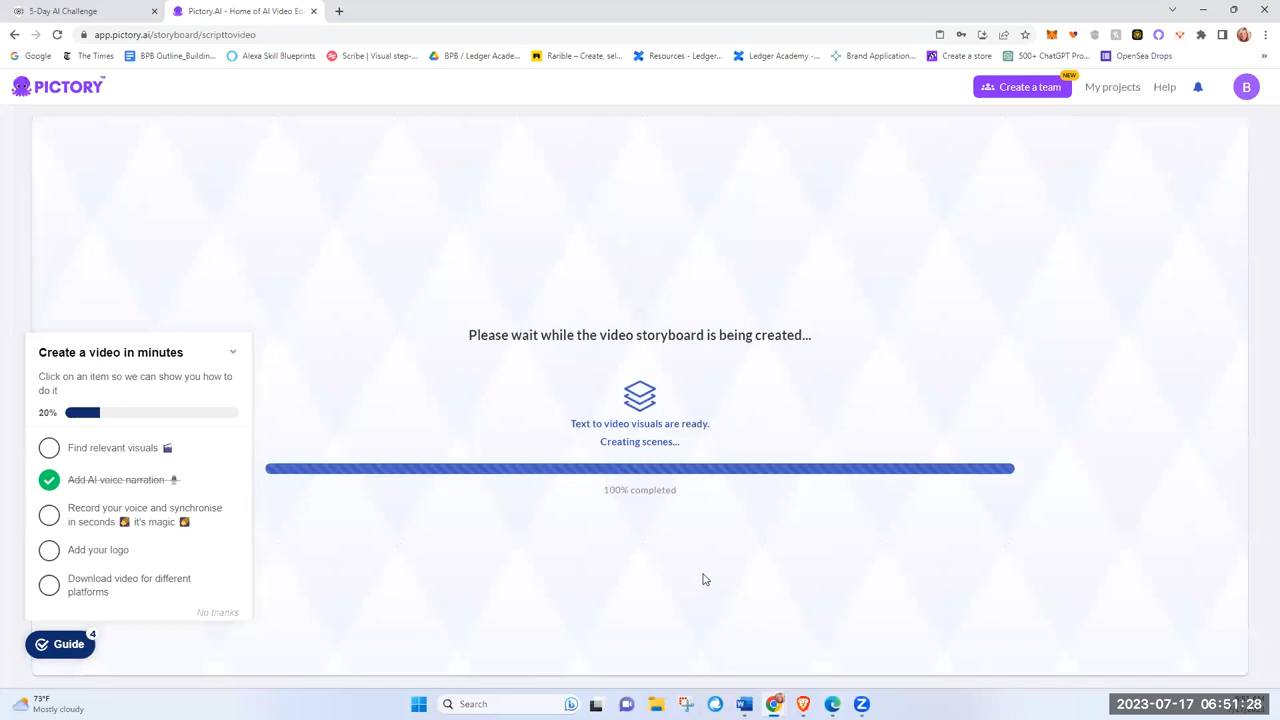 5-Day AI Challenge
Pictory.AI - Home of AI Video Ed
app.pictory.ai/storyboard/scripttovideo
Google
The Times
BPB Outline_Building...
Alexa Skill Blueprints
Scribe | Visual step-...
BPB / Ledger Acade...
Rarible – Create, sel...
Resources - Ledger...
Ledger Academy -...
Brand Application...
Create a store
500+ ChatGPT Pro...
OpenSea Drops
»
PICTORY™
Create a team
NEW
My projects
Help
B
Please wait while the video storyboard is being created...
Text to video visuals are ready.
Creating scenes...
100% completed
Create a video in minutes
Click on an item so we can show you how to
do it
20%
Find relevant visuals
Add AI voice narration
Record your voice and synchronise
in seconds it's magic
Add your logo
Download video for different
platforms
No thanks
Guide
4
73°F
Mostly cloudy
Search
2023-07-17 06:51:28